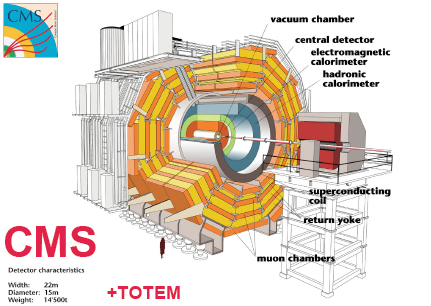 CMS
vacuum chamber
central detector
electromagnetic
calorimeter
hadronic
calorimeter
superconducting
coil
return yoke
muon chambers
CMS
Detector characteristics
Width: 22m
Diameter: 15m
Weight: 14'500t
+TOTEM